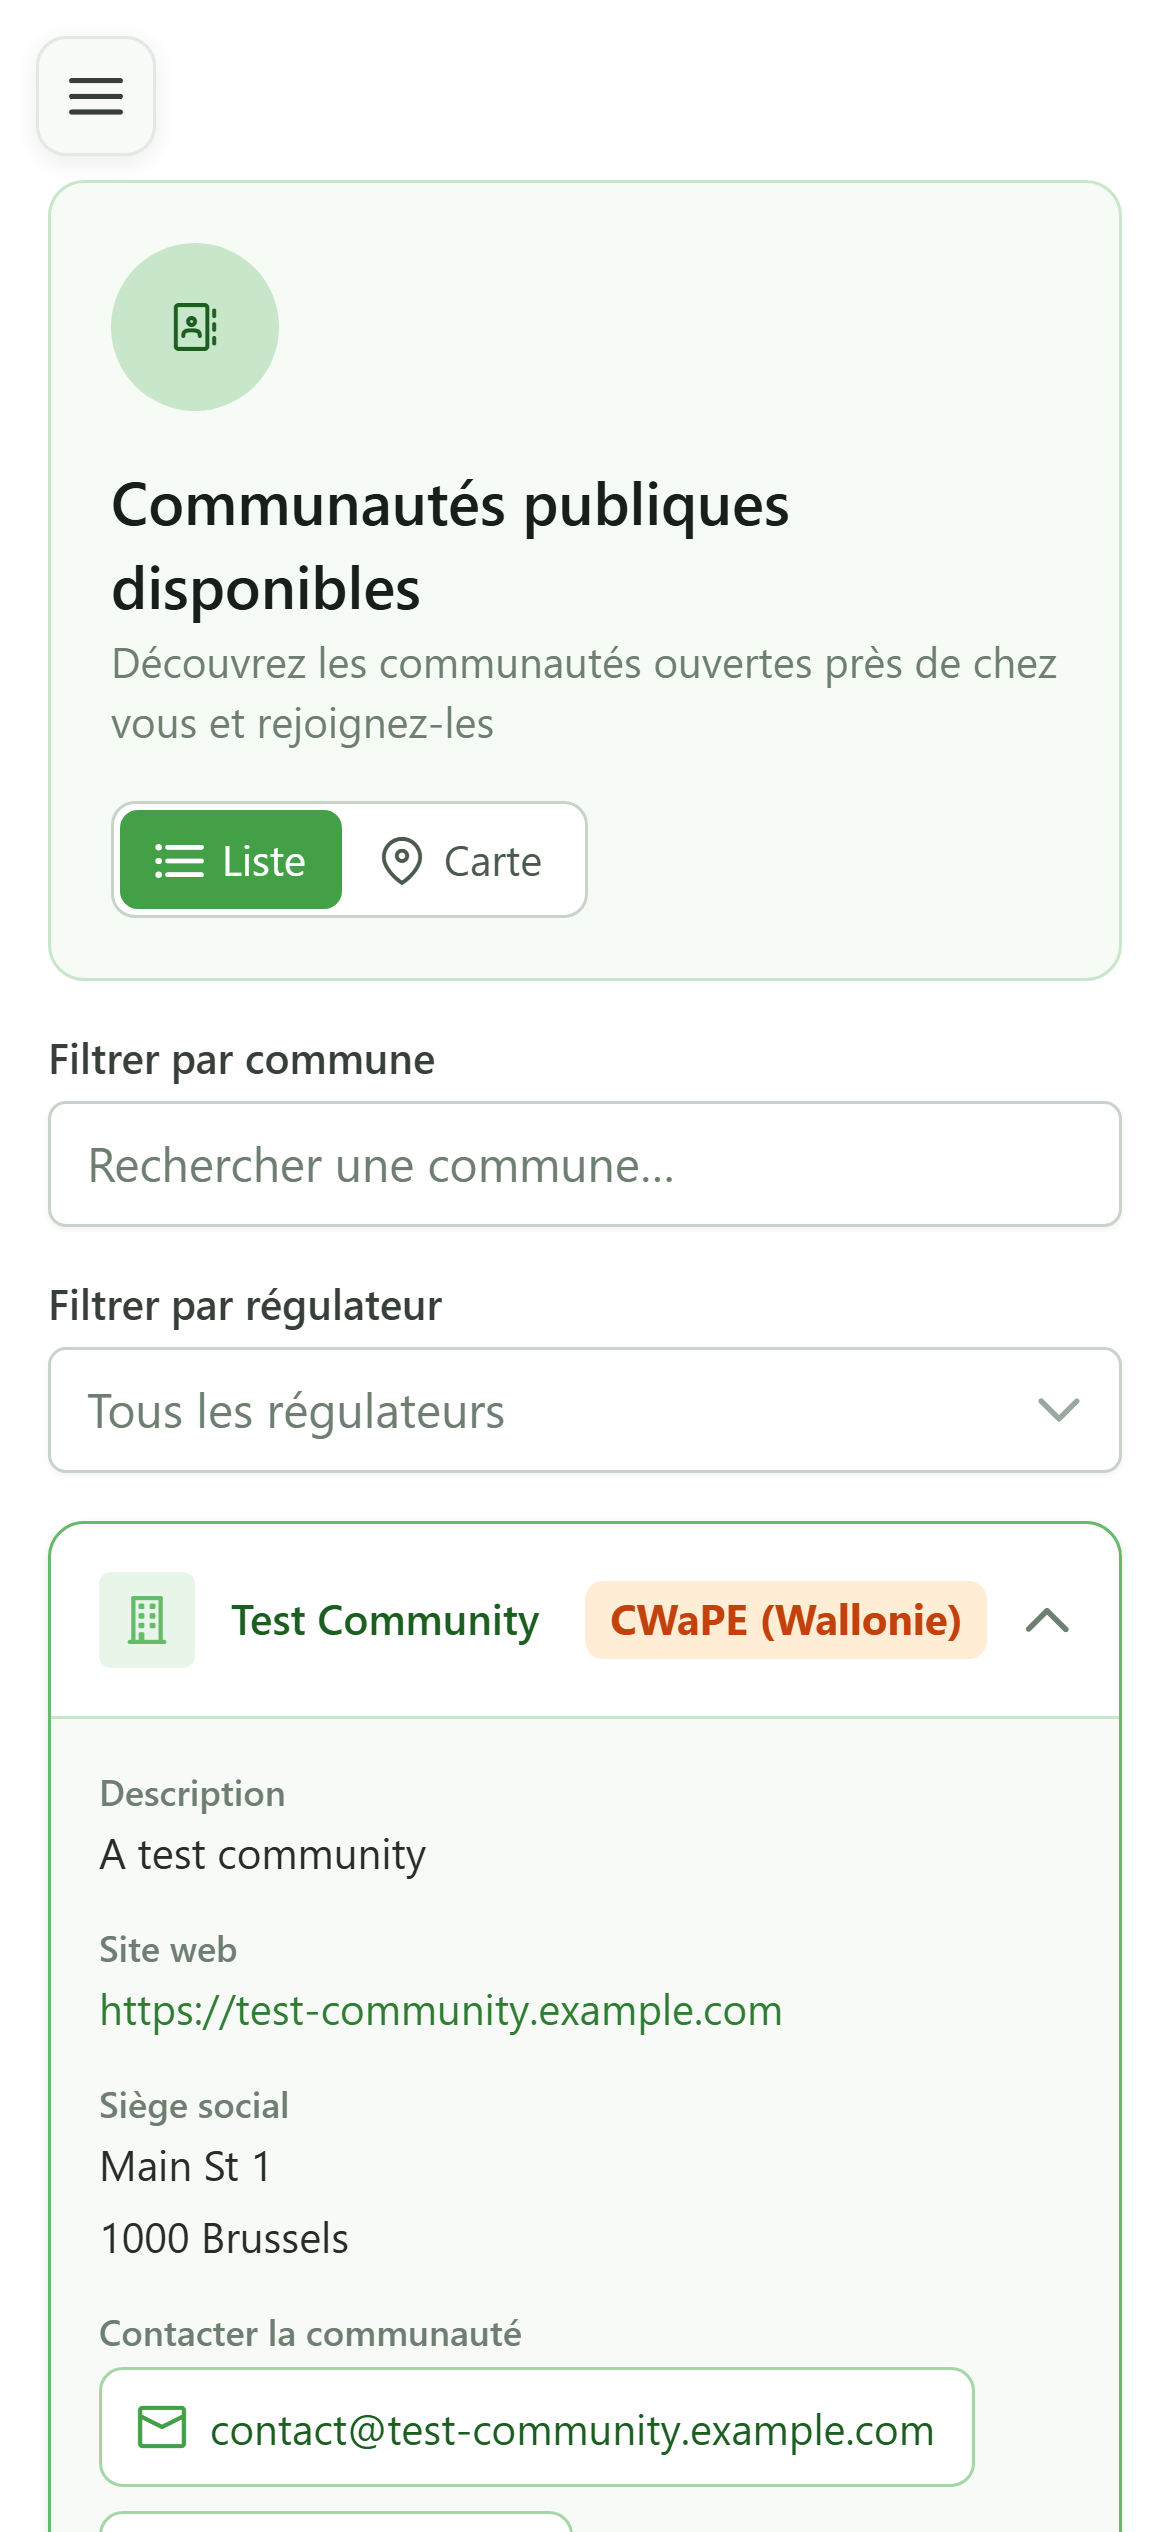 Communautés publiques
disponibles
Découvrez les communautés ouvertes près de chez
vous et rejoignez-les
Liste
Carte
Filtrer par commune
Rechercher une commune...
Filtrer par régulateur
Tous les régulateurs
Test Community
CWaPE (Wallonie)
Description
A test community
Site web
https://test-community.example.com
Siège social
Main St 1
1000 Brussels
Contacter la communauté
contact@test-community.example.com